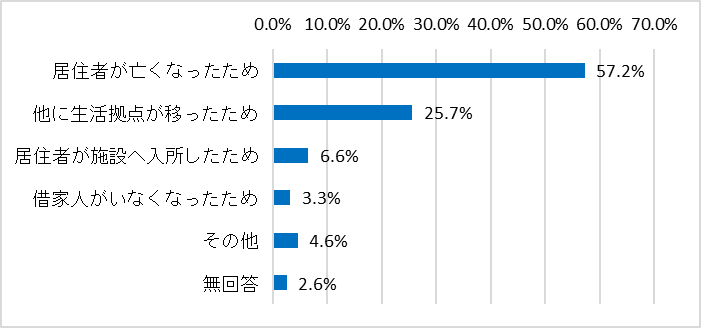 0.0% 10.0% 20.0% 30.0% 40.0% 50.0% 60.0% 70.0%
居住者が亡くなったため 57.2%
他に生活拠点が移ったため 25.7%
居住者が施設へ入所したため 6.6%
借家人がいなくなったため 3.3%
その他 4.6%
無回答 2.6%